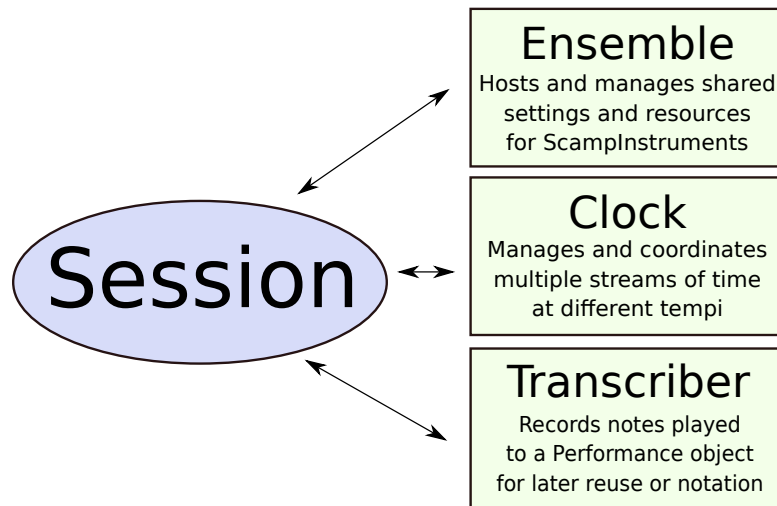 Session
Ensemble
Hosts and manages shared
settings and resources
for ScampInstruments
Clock
Manages and coordinates
multiple streams of time
at different tempi
Transcriber
Records notes played
to a Performance object
for later reuse or notation